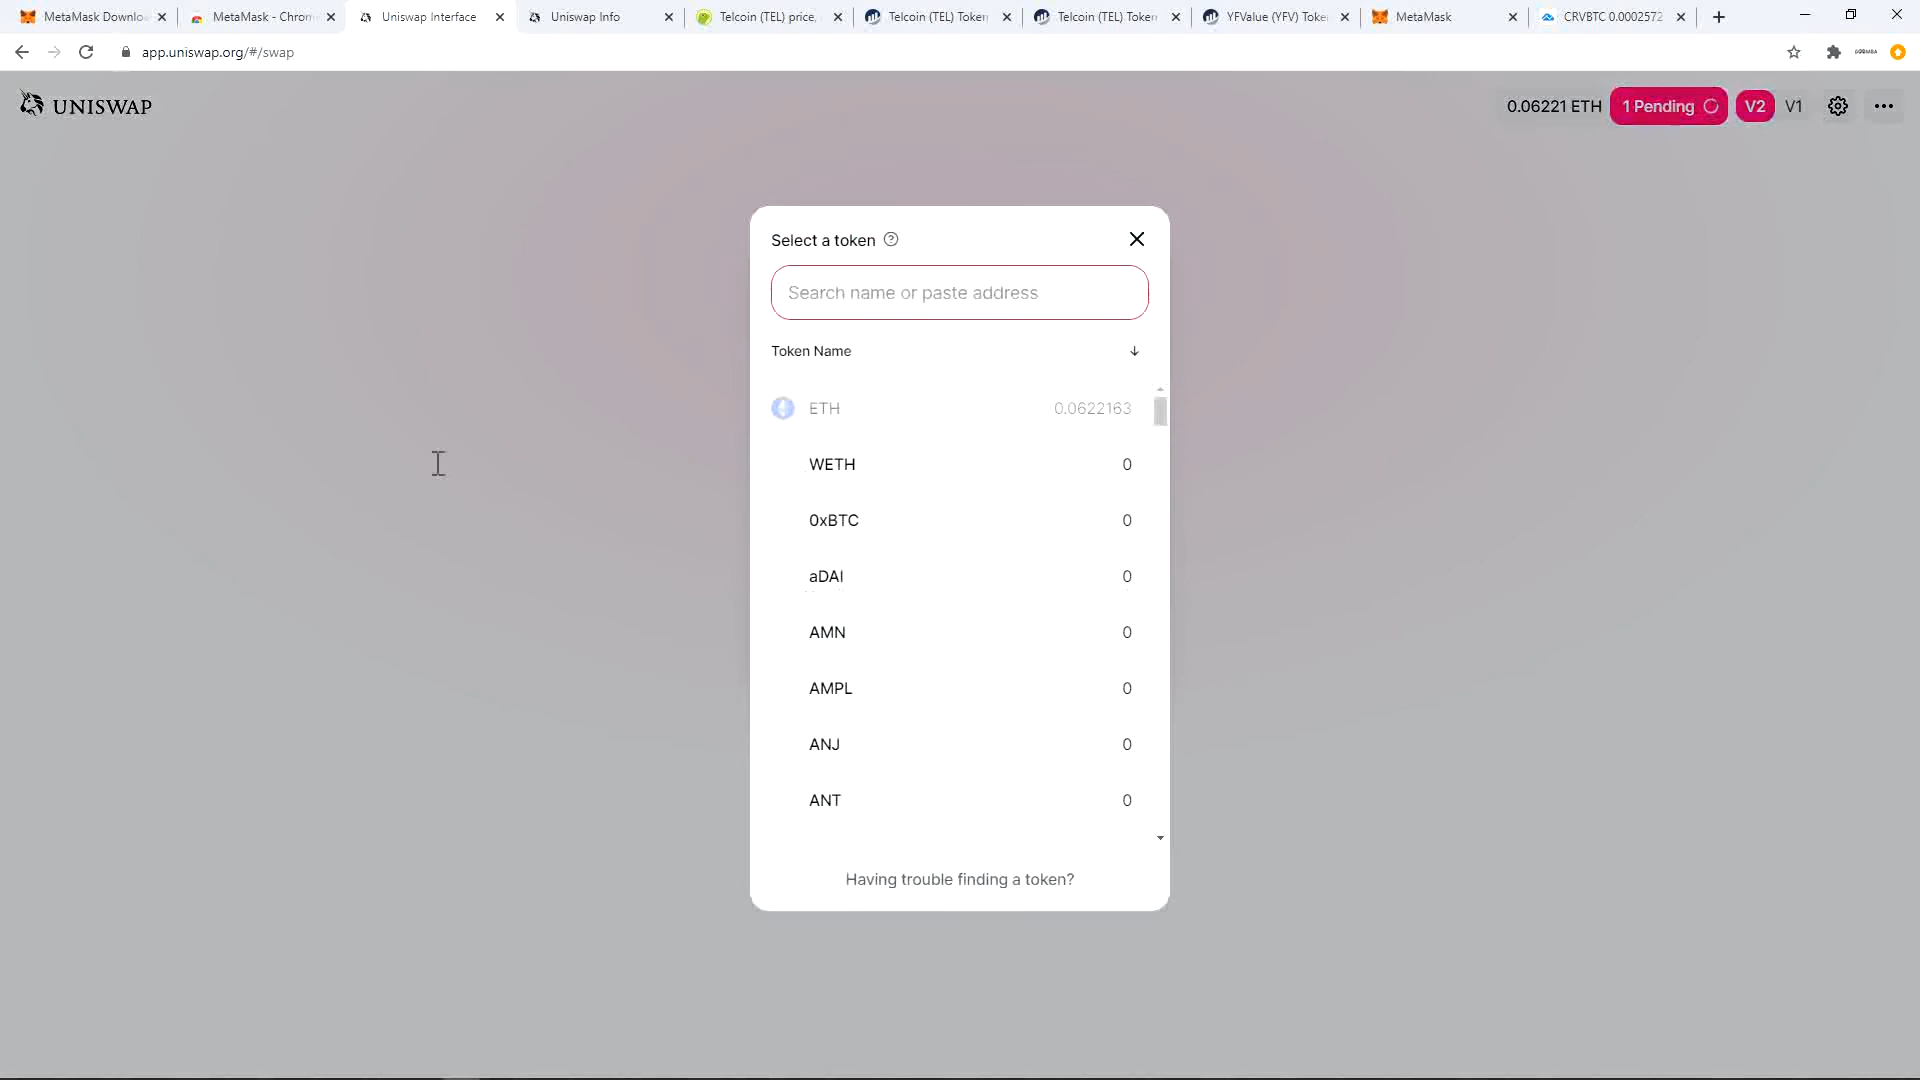 MetaMask Downlo
MetaMask - Chrom
Uniswap Interface
Uniswap Info
Telcoin (TEL) price,
Telcoin (TEL) Token
Telcoin (TEL) Token
YFValue (YFV) Toke
MetaMask
CRVBTC 0.0002572
app.uniswap.org/#/swap
UNISWAP
0.06221 ETH
1 Pending
V2
V1
Select a token
Search name or paste address
Token Name
ETH 0.0622163
WETH 0
0xBTC 0
aDAI 0
AMN 0
AMPL 0
ANJ 0
ANT 0
Having trouble finding a token?